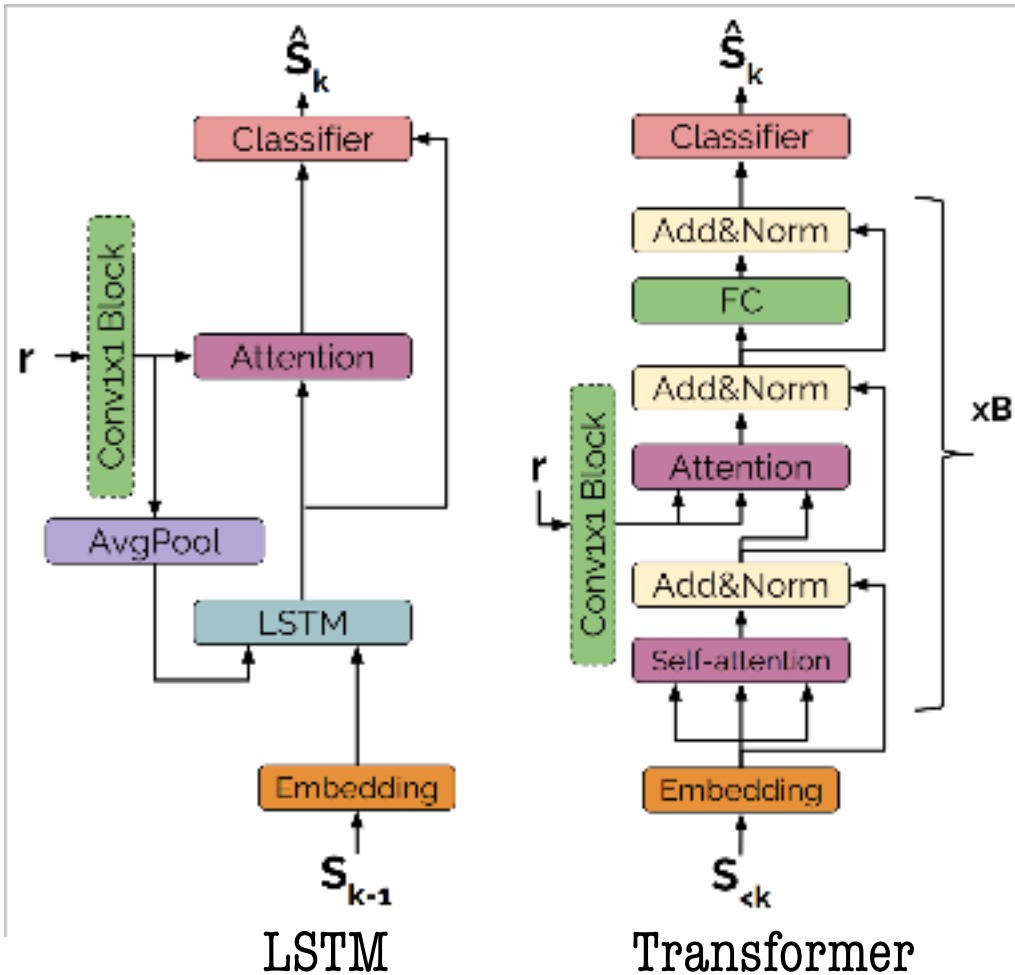 Ŝk
Classifier
Conv1x1 Block
r
Attention
AvgPool
LSTM
Embedding
Sk-1
LSTM
Ŝk
Classifier
Add&Norm
FC
Add&Norm
xB
Conv1x1 Block
r
Attention
Add&Norm
Self-attention
Embedding
S<k
Transformer